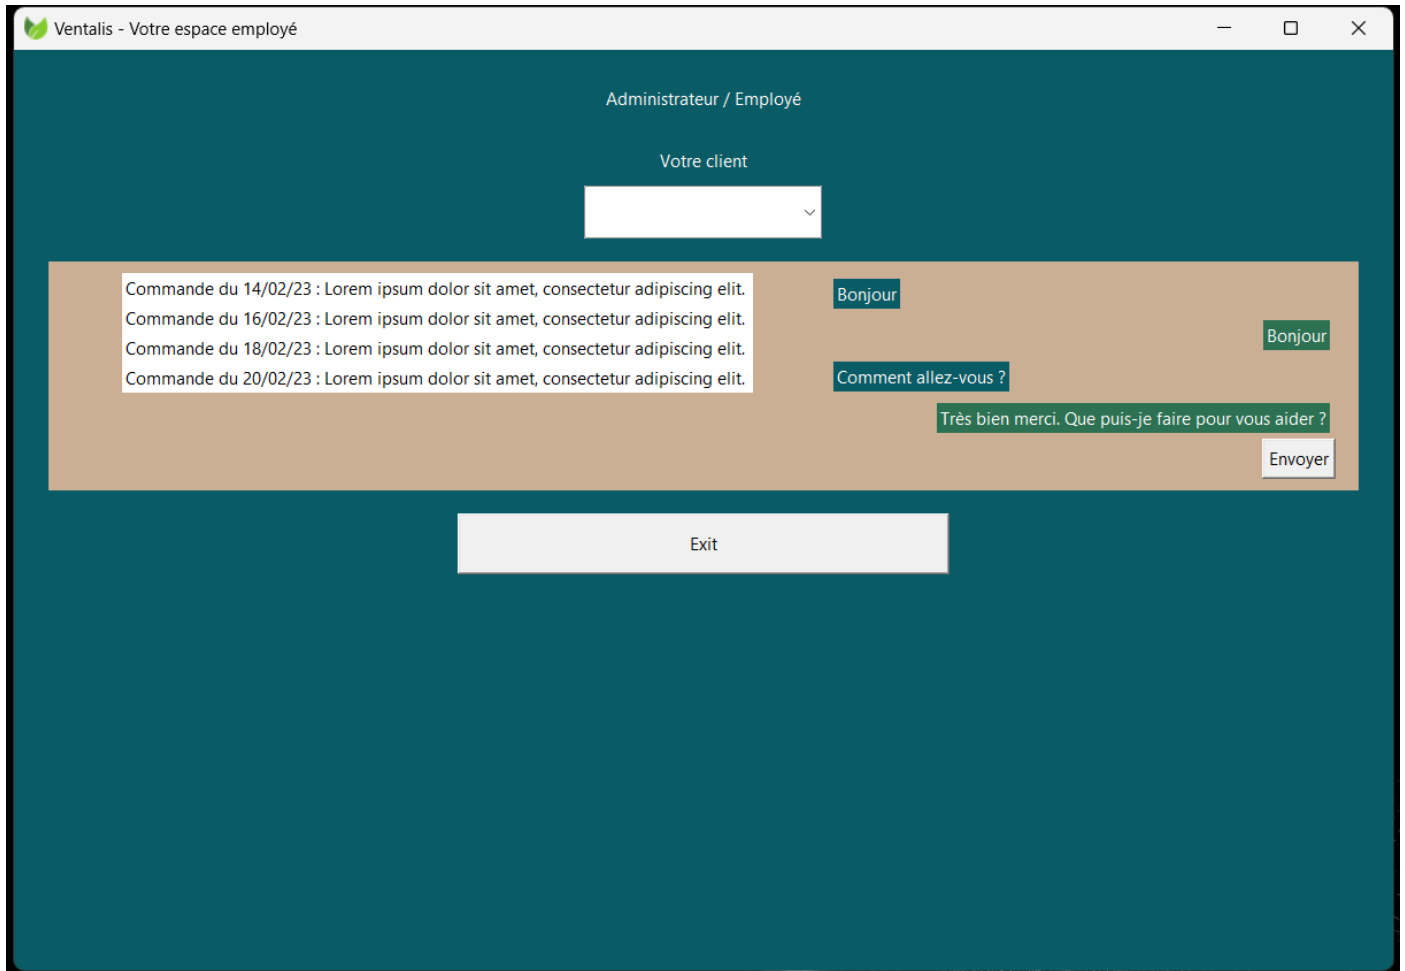 Ventalis - Votre espace employé
Administrateur / Employé
Votre client
Commande du 14/02/23 : Lorem ipsum dolor sit amet, consectetur adipiscing elit.
Commande du 16/02/23 : Lorem ipsum dolor sit amet, consectetur adipiscing elit.
Commande du 18/02/23 : Lorem ipsum dolor sit amet, consectetur adipiscing elit.
Commande du 20/02/23 : Lorem ipsum dolor sit amet, consectetur adipiscing elit.
Bonjour
Bonjour
Comment allez-vous ?
Très bien merci. Que puis-je faire pour vous aider ?
Envoyer
Exit